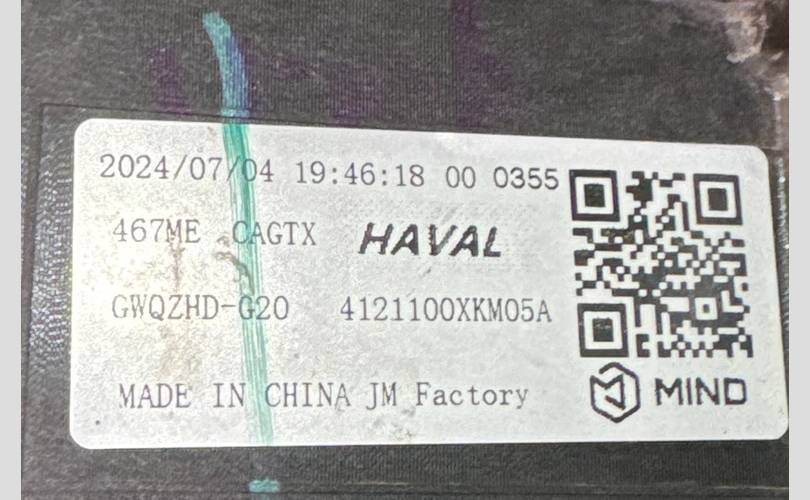 2024/07/04 19:46:18 00 0355
467ME CAGTX HAVAL
GWQZHD-G20 4121100XKM05A
MADE IN CHINA JM Factory
MIND